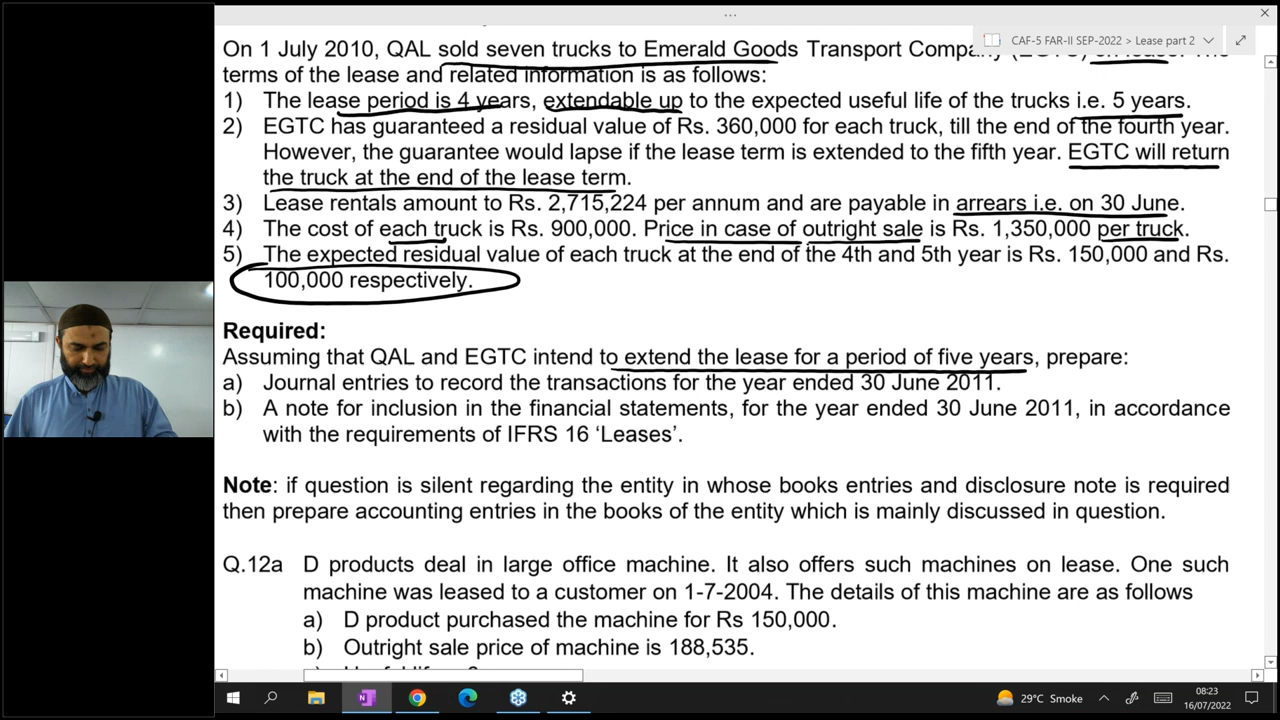 CAF-5 FAR-II SEP-2022 > Lease part 2
On 1 July 2010, QAL sold seven trucks to Emerald Goods Transport Comp
terms of the lease and related information is as follows:
1) The lease period is 4 years, extendable up to the expected useful life of the trucks i.e. 5 years.
2) EGTC has guaranteed a residual value of Rs. 360,000 for each truck, till the end of the fourth year.
However, the guarantee would lapse if the lease term is extended to the fifth year. EGTC will return
the truck at the end of the lease term.
3) Lease rentals amount to Rs. 2,715,224 per annum and are payable in arrears i.e. on 30 June.
4) The cost of each truck is Rs. 900,000. Price in case of outright sale is Rs. 1,350,000 per truck.
5) The expected residual value of each truck at the end of the 4th and 5th year is Rs. 150,000 and Rs.
100,000 respectively.
Required:
Assuming that QAL and EGTC intend to extend the lease for a period of five years, prepare:
a) Journal entries to record the transactions for the year ended 30 June 2011.
b) A note for inclusion in the financial statements, for the year ended 30 June 2011, in accordance
with the requirements of IFRS 16 ‘Leases’.
Note: if question is silent regarding the entity in whose books entries and disclosure note is required
then prepare accounting entries in the books of the entity which is mainly discussed in question.
Q.12a D products deal in large office machine. It also offers such machines on lease. One such
machine was leased to a customer on 1-7-2004. The details of this machine are as follows
a) D product purchased the machine for Rs 150,000.
b) Outright sale price of machine is 188,535.
29°C Smoke
08:23
16/07/2022